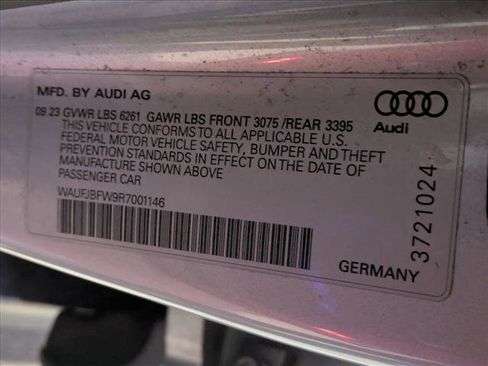 MFD. BY AUDI AG
09 23 GVWR LBS 6261 GAWR LBS FRONT 3075 /REAR 3395
THIS VEHICLE CONFORMS TO ALL APPLICABLE U.S.
FEDERAL MOTOR VEHICLE SAFETY, BUMPER AND THEFT
PREVENTION STANDARDS IN EFFECT ON THE DATE OF
MANUFACTURE SHOWN ABOVE
PASSENGER CAR
WAUFJBFW9R7001146
Audi
3721024
GERMANY